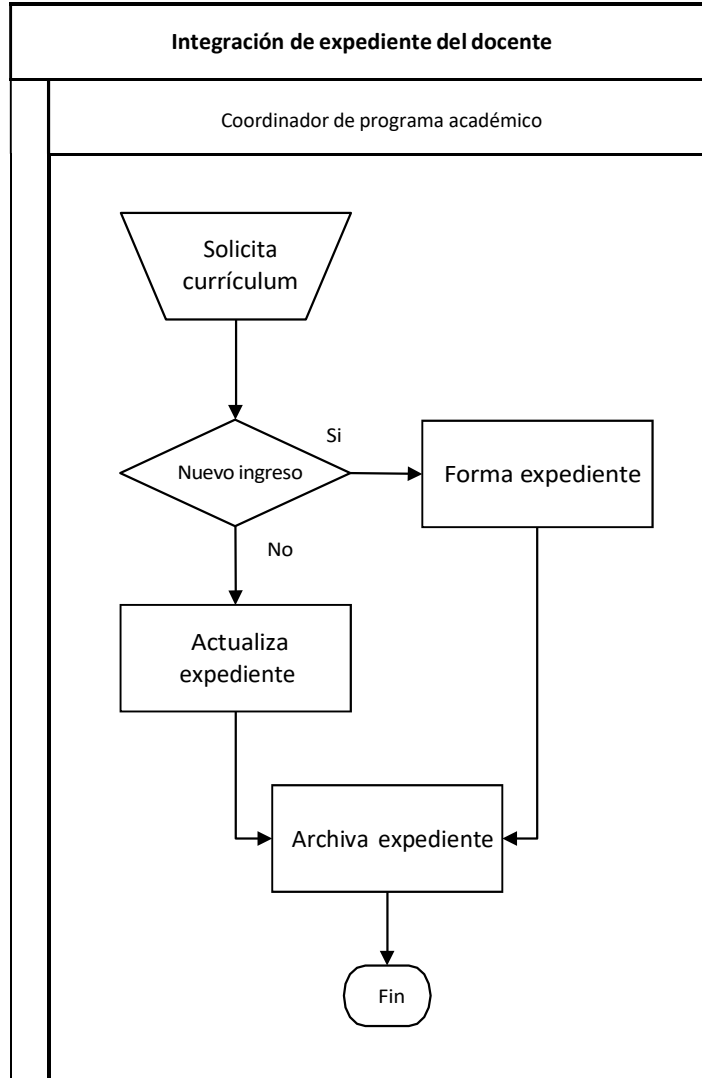 Integración de expediente del docente
Coordinador de programa académico
Solicita
currículum
Si
Nuevo ingreso
Forma expediente
No
Actualiza
expediente
Archiva expediente
Fin